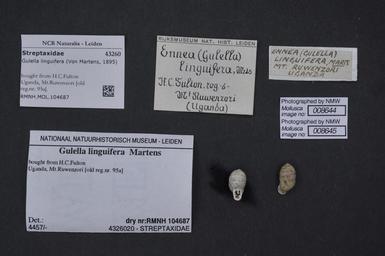 NCB Naturalis - Leiden
Streptaxidae 43260
Gulella linguifera (Von Martens, 1895)
bought from H.C.Fulton
Uganda, Mt.Ruwenzori [old
reg.nr. 95a]
RMNH.MOL.104687
RIJKSMUSEUM NAT. HIST. LEIDEN
Ennea (Gulella)
linguifera, Mts
H.C. Fulton. reg. 5-
Mt Ruwenzori
(Uganda)
ENNEA (GULELLA)
LINGUIFERA, MARTS
MT. RUWENZORI
UGANDA
Photographed by NMW
Mollusca
image no: 008644
Photographed by NMW
Mollusca
image no: 008645
NATIONAAL NATUURHISTORISCH MUSEUM - LEIDEN
Gulella linguifera Martens
bought from H.C.Fulton
Uganda, Mt.Ruwenzori [old reg.nr. 95a]
Det.: dry nr:RMNH 104687
4457/- 4326020 - STREPTAXIDAE